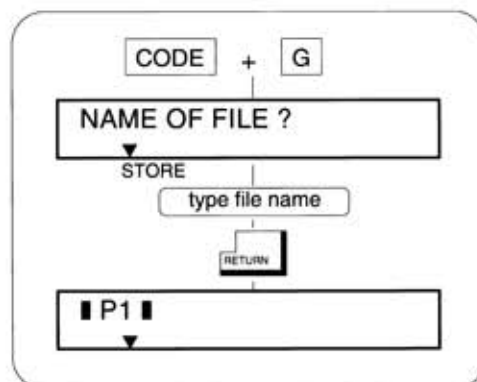 CODE + G
NAME OF FILE ?
STORE
type file name
RETURN
P1